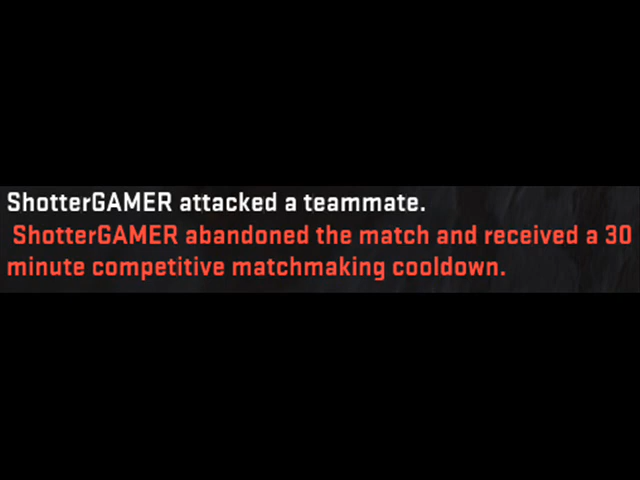 ShotterGAMER attacked a teammate.
ShotterGAMER abandoned the match and received a 30
minute competitive matchmaking cooldown.